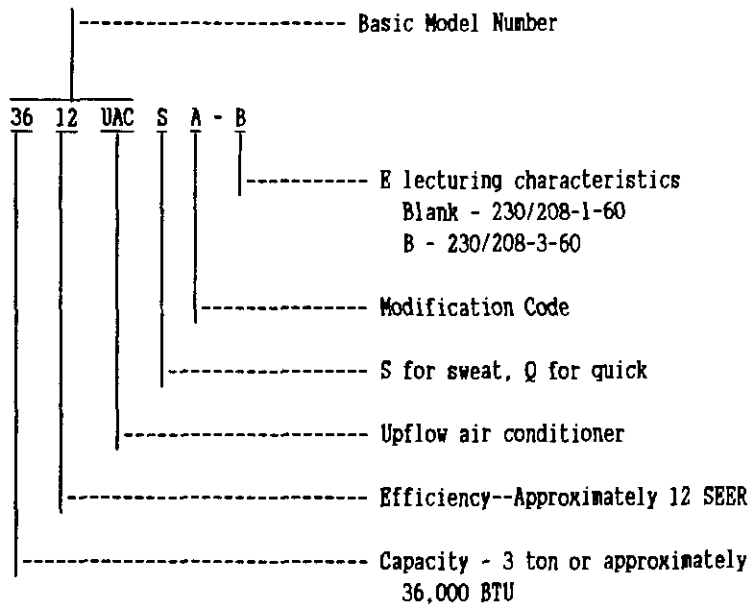 Basic Model Number
36 12 UAC S A - B
E lecturing characteristics
Blank - 230/208-1-60
B - 230/208-3-60
Modification Code
S for sweat, Q for quick
Upflow air conditioner
Efficiency--Approximately 12 SEER
Capacity - 3 ton or approximately
36,000 BTU